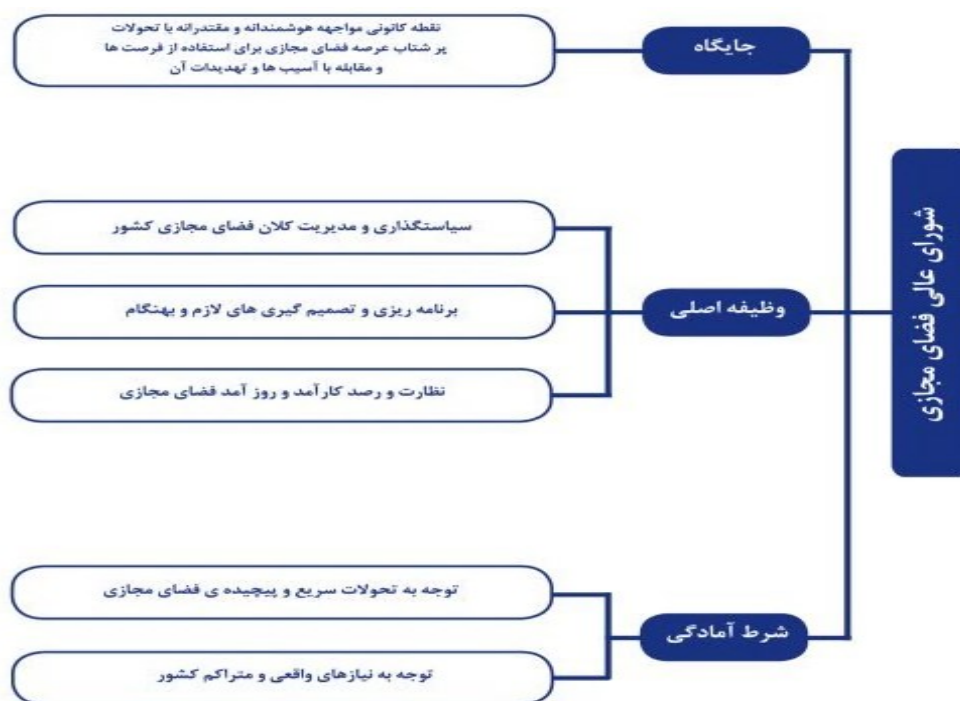 شورای عالی فضای مجازی
جایگاه
نقطه کانونی مواجهه هوشمندانه و مقتدرانه با تحولات
پر شتاب عرصه فضای مجازی برای استفاده از فرصت ها
و مقابله با آسیب ها و تهدیدات آن
وظیفه اصلی
سیاستگذاری و مدیریت کلان فضای مجازی کشور
برنامه ریزی و تصمیم گیری های لازم و بهنگام
نظارت و رصد کارآمد و روز آمد فضای مجازی
شرط آمادگی
توجه به تحولات سریع و پیچیده ی فضای مجازی
توجه به نیازهای واقعی و متراکم کشور